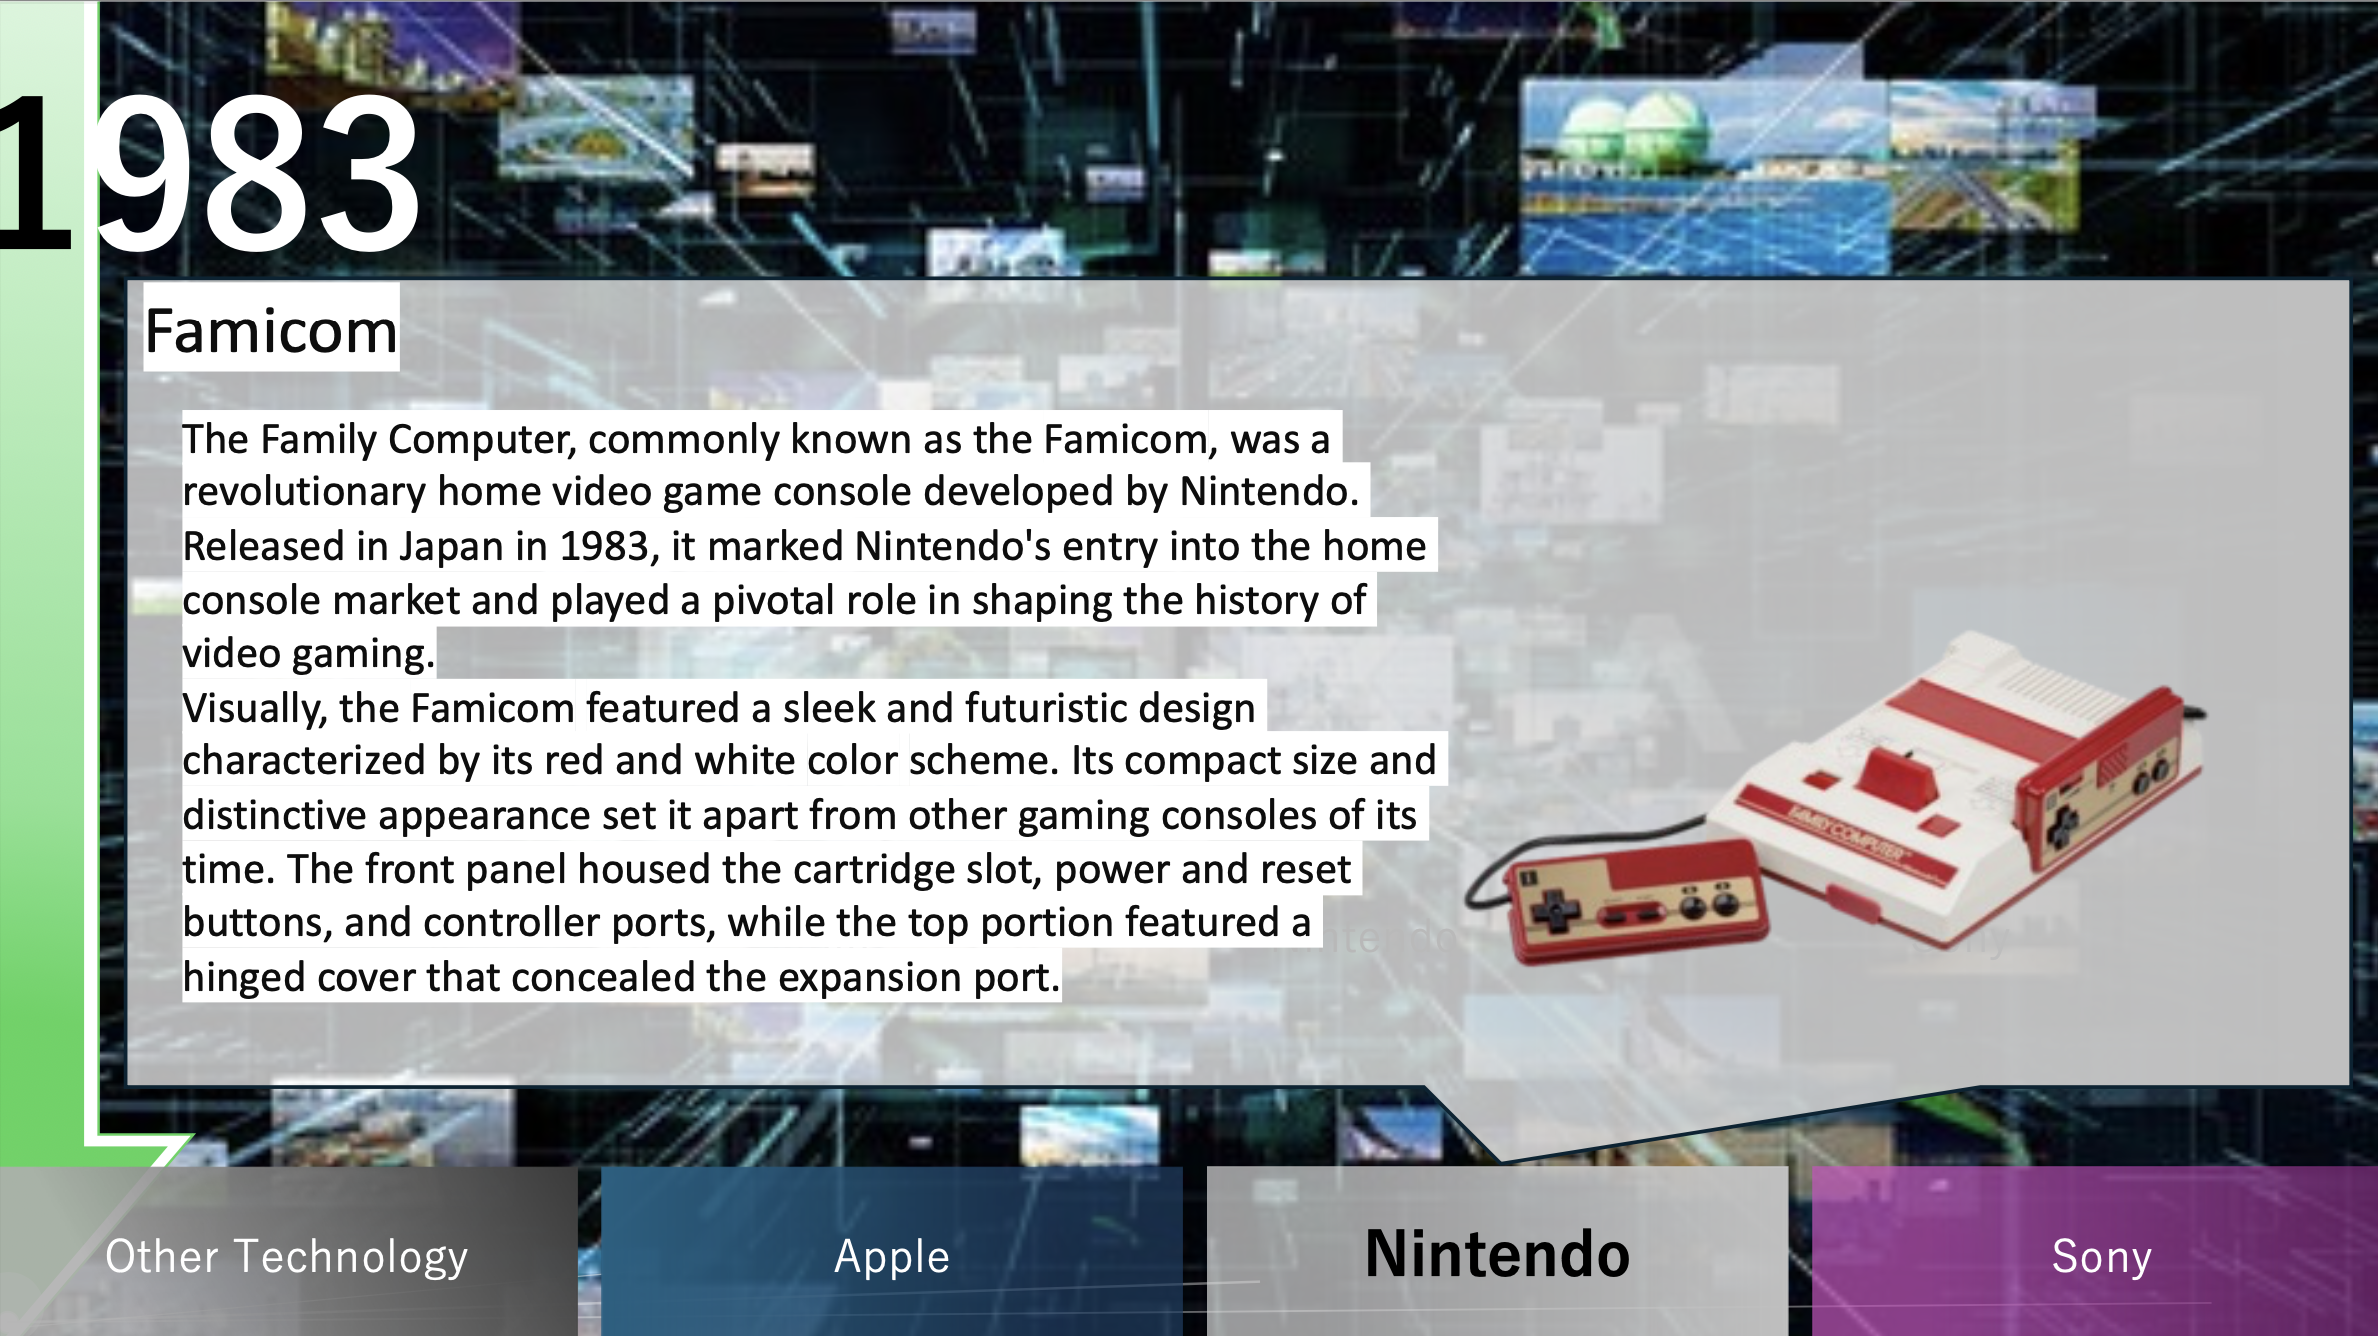 1983
Famicom
The Family Computer, commonly known as the Famicom, was a
revolutionary home video game console developed by Nintendo.
Released in Japan in 1983, it marked Nintendo's entry into the home
console market and played a pivotal role in shaping the history of
video gaming.
Visually, the Famicom featured a sleek and futuristic design
characterized by its red and white color scheme. Its compact size and
distinctive appearance set it apart from other gaming consoles of its
time. The front panel housed the cartridge slot, power and reset
buttons, and controller ports, while the top portion featured a
hinged cover that concealed the expansion port.
FAMILY COMPUTER
Other Technology
Apple
Nintendo
Sony